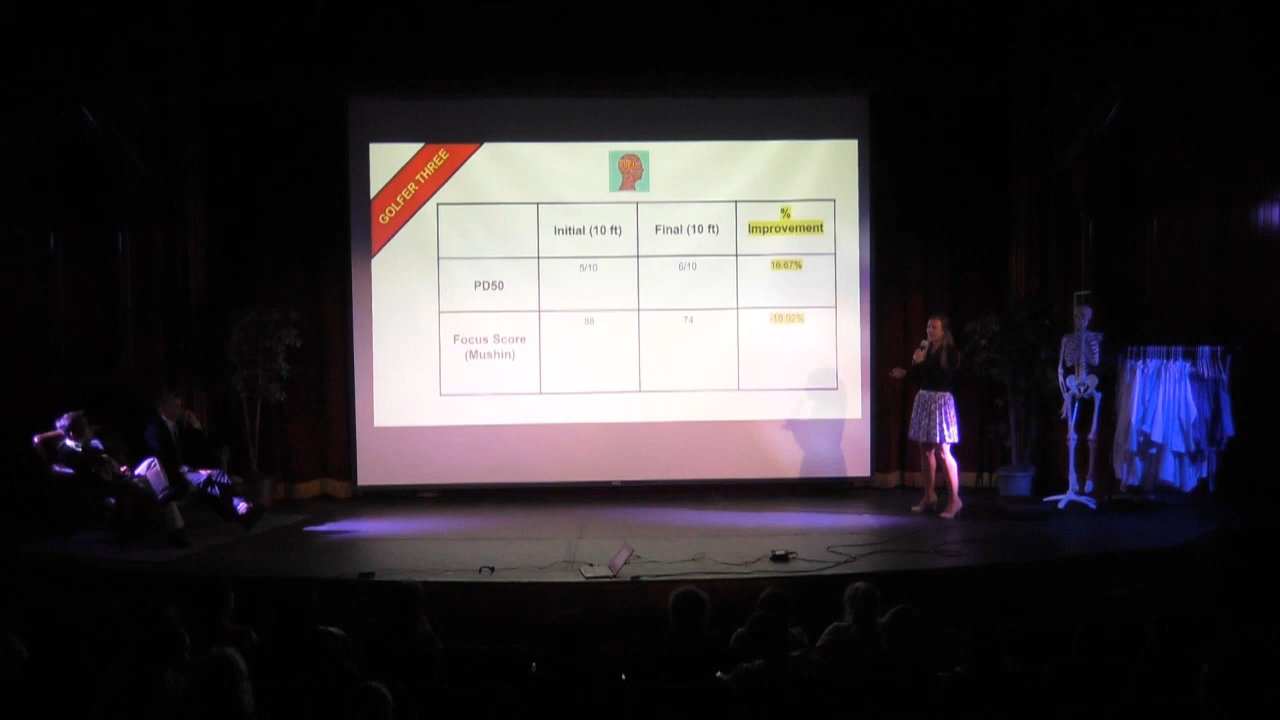 GOLFER THREE
Initial (10 ft)
Final (10 ft)
%
Improvement
PD50
5/10
6/10
16.67%
Focus Score
(Mushin)
88
74
-18.92%